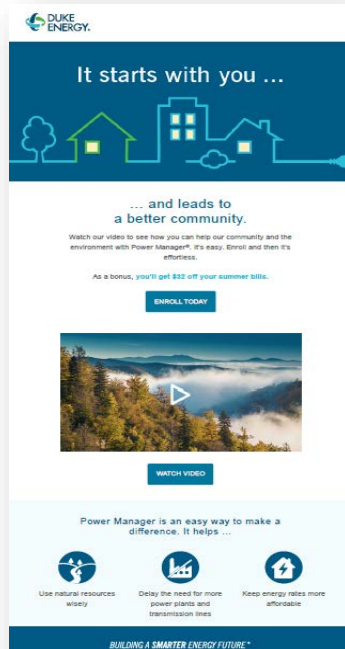 DUKE
ENERGY®
It starts with you ...
... and leads to
a better community.
Watch our video to see how you can help our community and the
environment with Power Manager®. It's easy. Enroll and then it's
effortless.
As a bonus, you'll get $32 off your summer bills.
ENROLL TODAY
WATCH VIDEO
Power Manager is an easy way to make a
difference. It helps ...
Use natural resources
wisely
Delay the need for more
power plants and
transmission lines
Keep energy rates more
affordable
BUILDING A SMARTER ENERGY FUTURE®